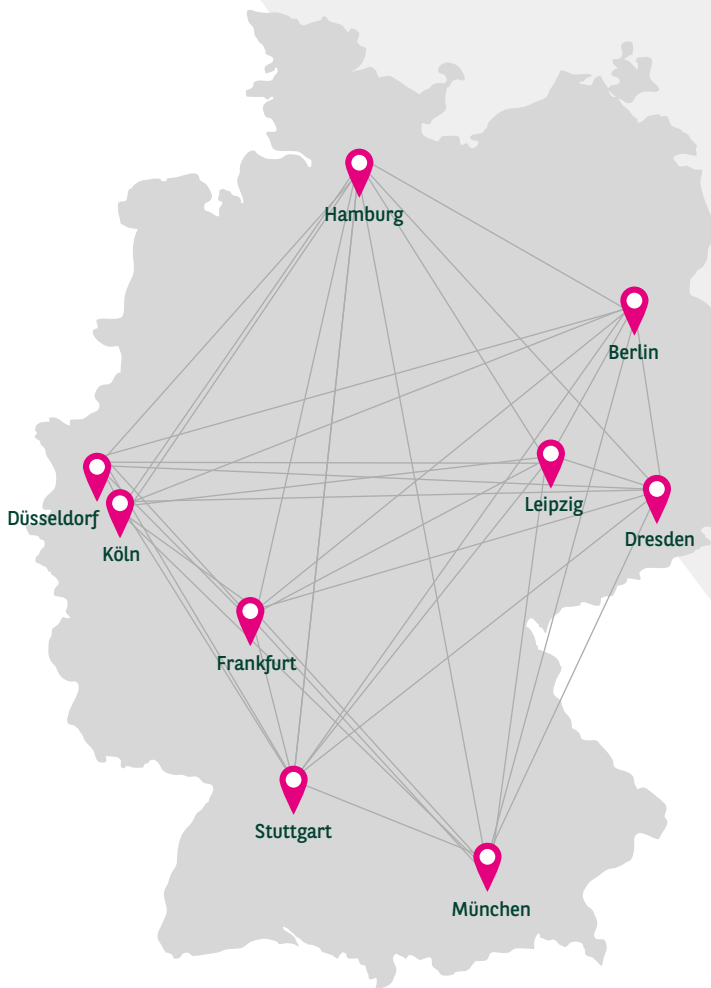 Hamburg
Berlin
Leipzig
Düsseldorf
Dresden
Köln
Frankfurt
Stuttgart
München